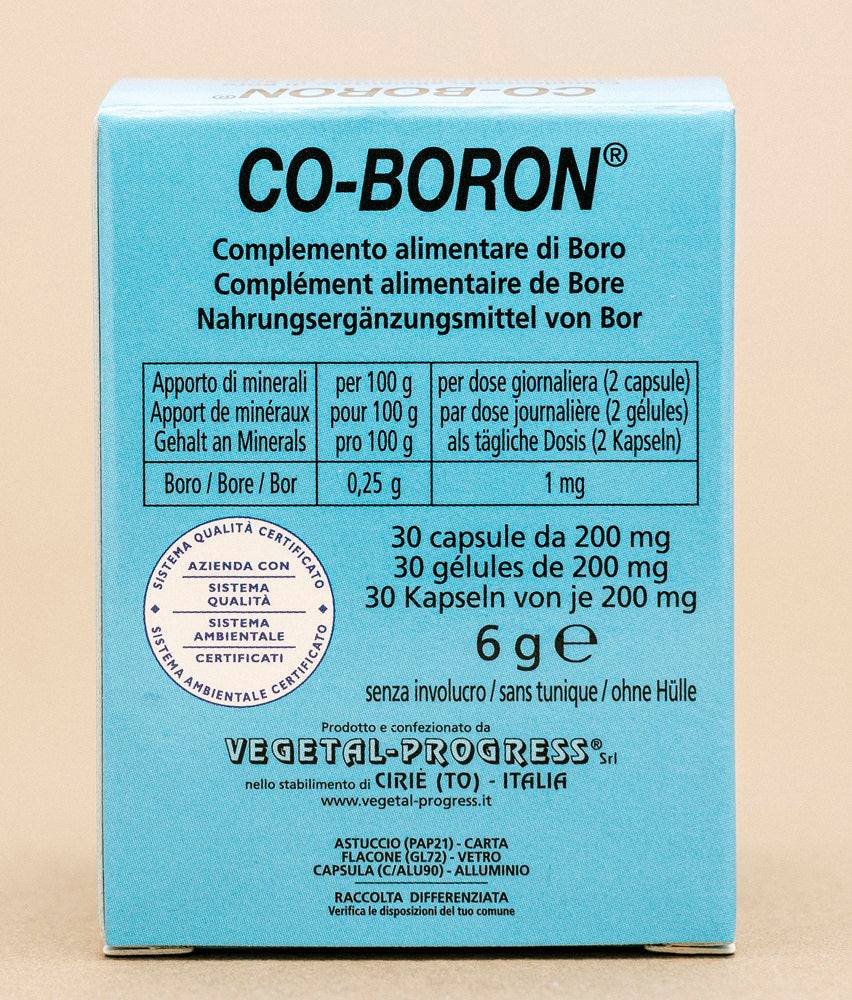 CO-BORON
CO-BORON®
Complemento alimentare di Boro
Complément alimentaire de Bore
Nahrungsergänzungsmittel von Bor
Apporto di minerali per 100 g per dose giornaliera (2 capsule)
Apport de minéraux pour 100 g par dose journalière (2 gélules)
Gehalt an Minerals pro 100 g als tägliche Dosis (2 Kapseln)
Boro / Bore / Bor 0,25 g 1 mg
SISTEMA QUALITÀ CERTIFICATO
AZIENDA CON
SISTEMA
QUALITÀ
SISTEMA
AMBIENTALE
CERTIFICATI
SISTEMA AMBIENTALE CERTIFICATO
30 capsule da 200 mg
30 gélules de 200 mg
30 Kapseln von je 200 mg
6 g ℮
senza involucro / sans tunique / ohne Hülle
Prodotto e confezionato da
VEGETAL-PROGRESS® Srl
nello stabilimento di CIRIÈ (TO) - ITALIA
www.vegetal-progress.it
ASTUCCIO (PAP21) - CARTA
FLACONE (GL72) - VETRO
CAPSULA (C/ALU90) - ALLUMINIO
RACCOLTA DIFFERENZIATA
Verifica le disposizioni del tuo comune